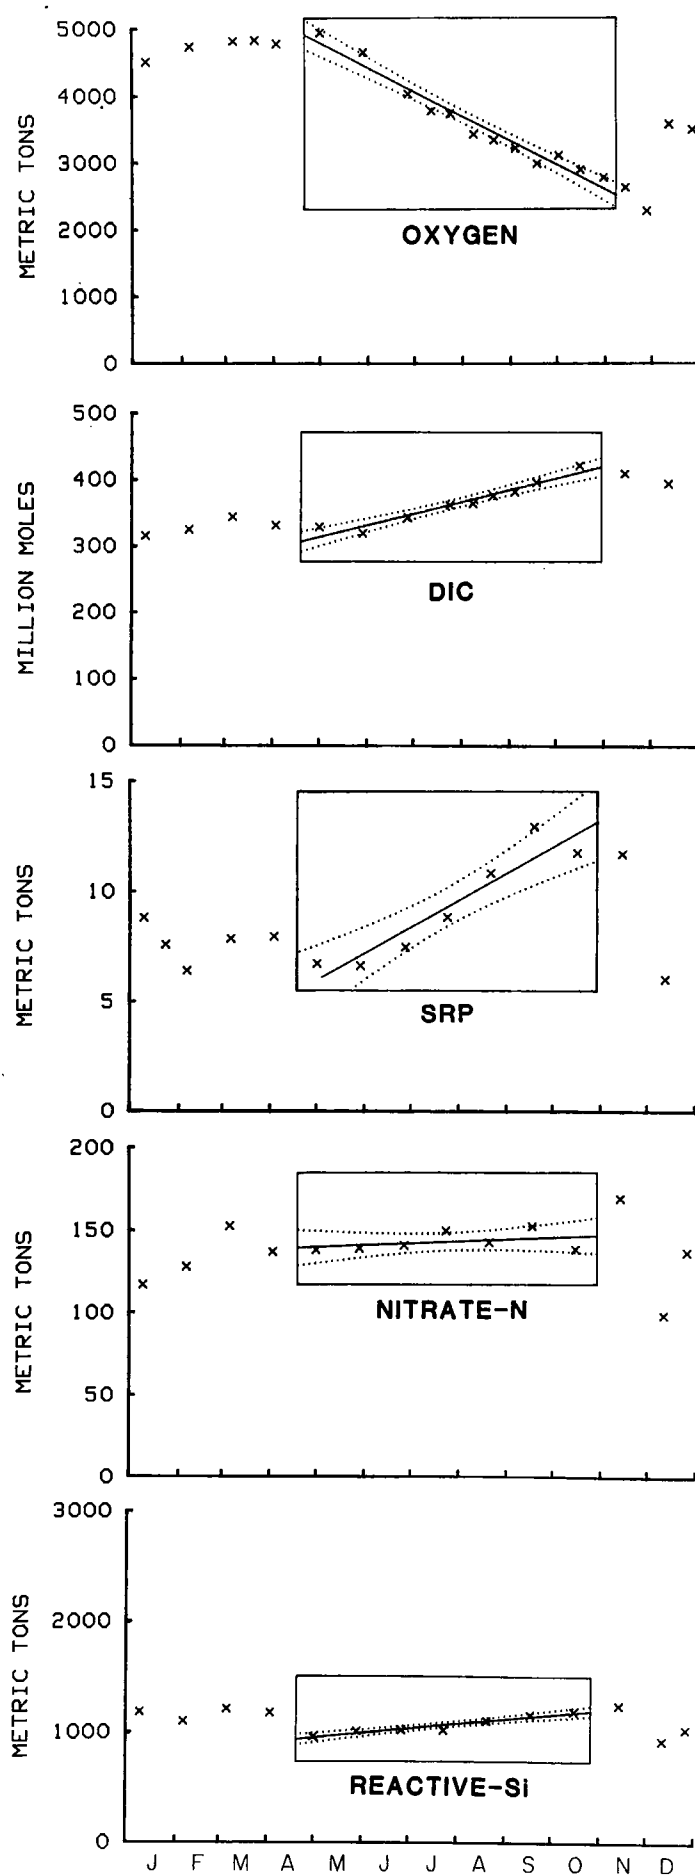 5000
4000
3000
2000
1000
0
METRIC TONS
OXYGEN
500
400
300
200
100
0
MILLION MOLES
DIC
15
10
5
0
METRIC TONS
SRP
200
150
100
50
0
METRIC TONS
NITRATE-N
3000
2000
1000
0
METRIC TONS
REACTIVE-Si
J F M A M J J A S O N D